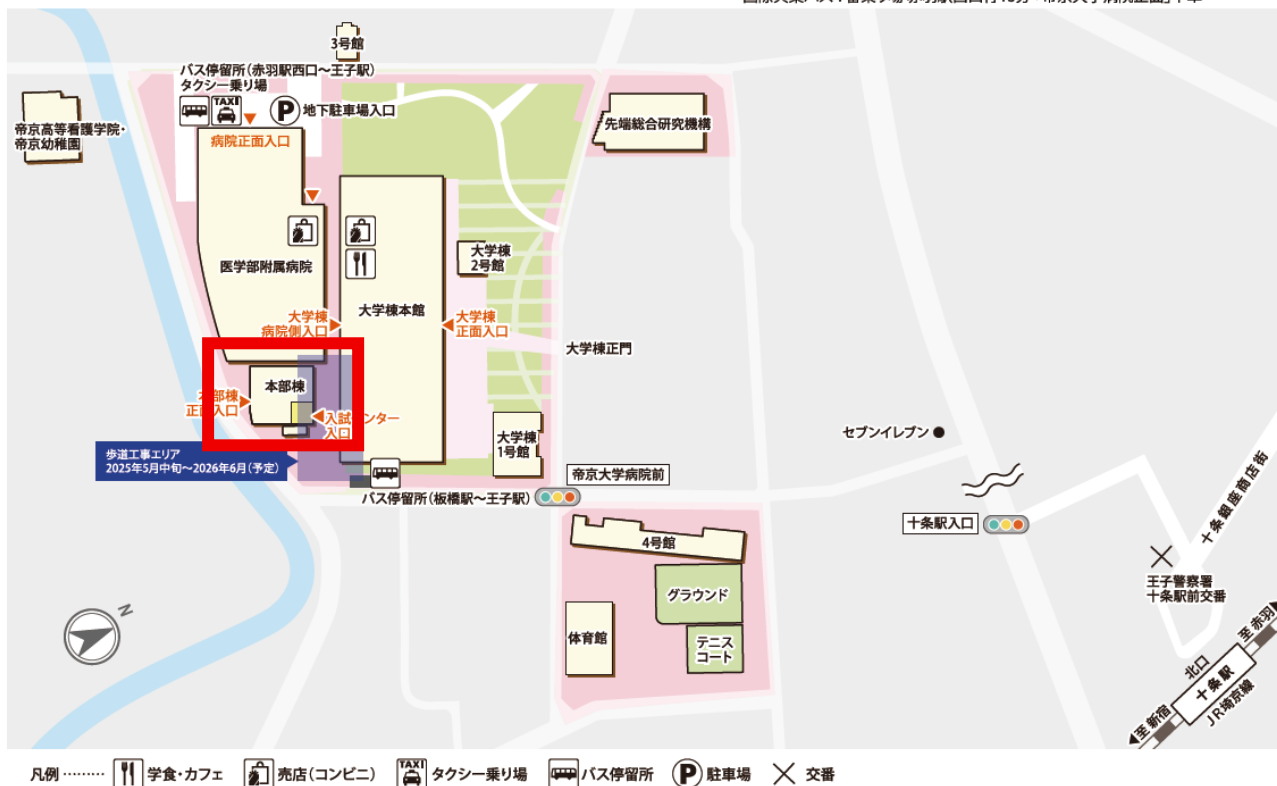 3号館
バス停留所(赤羽駅西口～王子駅)
タクシー乗り場
TAXI
P
地下駐車場入口
病院正面入口
帝京高等看護学院・
帝京幼稚園
先端総合研究機構
医学部附属病院
大学棟
2号館
大学棟本館
大学棟
病院側入口
大学棟
正面入口
大学棟正門
本部棟
本部棟
正面入口
入試センター
入口
大学棟
1号館
セブンイレブン
歩道工事エリア
2025年5月中旬～2026年6月(予定)
帝京大学病院前
バス停留所(板橋駅～王子駅)
十条駅入口
十条銀座商店街
4号館
王子警察署
十条駅前交番
グラウンド
体育館
テニス
コート
N
至赤羽
北口
十条駅
JR埼京線
至新宿
凡例………
学食・カフェ
売店(コンビニ)
TAXI
タクシー乗り場
バス停留所
P
駐車場
交番